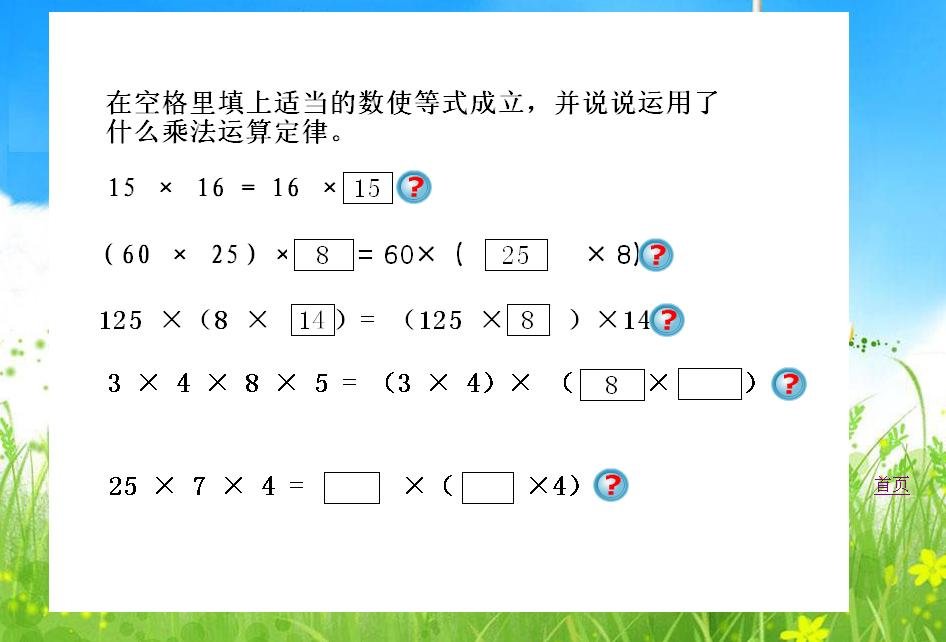 在空格里填上适当的数使等式成立，并说说运用了
什么乘法运算定律。
15 × 16 = 16 × 15 ?
(60 × 25) × 8 = 60× ( 25 × 8) ?
125 ×（8 × 14）=（125 × 8 ）×14 ?
3 × 4 × 8 × 5 =（3 × 4）×（ 8 × ）?
25 × 7 × 4 = ×（ ×4）?
首页